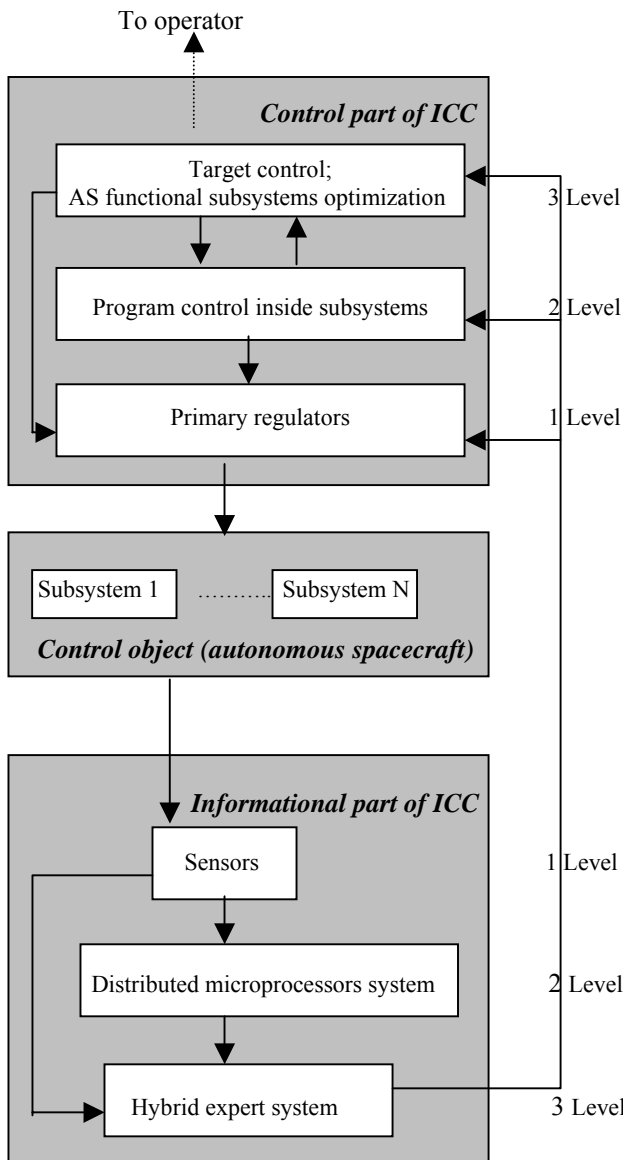 To operator
Control part of ICC
Target control;
AS functional subsystems optimization
3 Level
Program control inside subsystems
2 Level
Primary regulators
1 Level
Subsystem 1 ........... Subsystem N
Control object (autonomous spacecraft)
Informational part of ICC
Sensors
1 Level
Distributed microprocessors system
2 Level
Hybrid expert system
3 Level